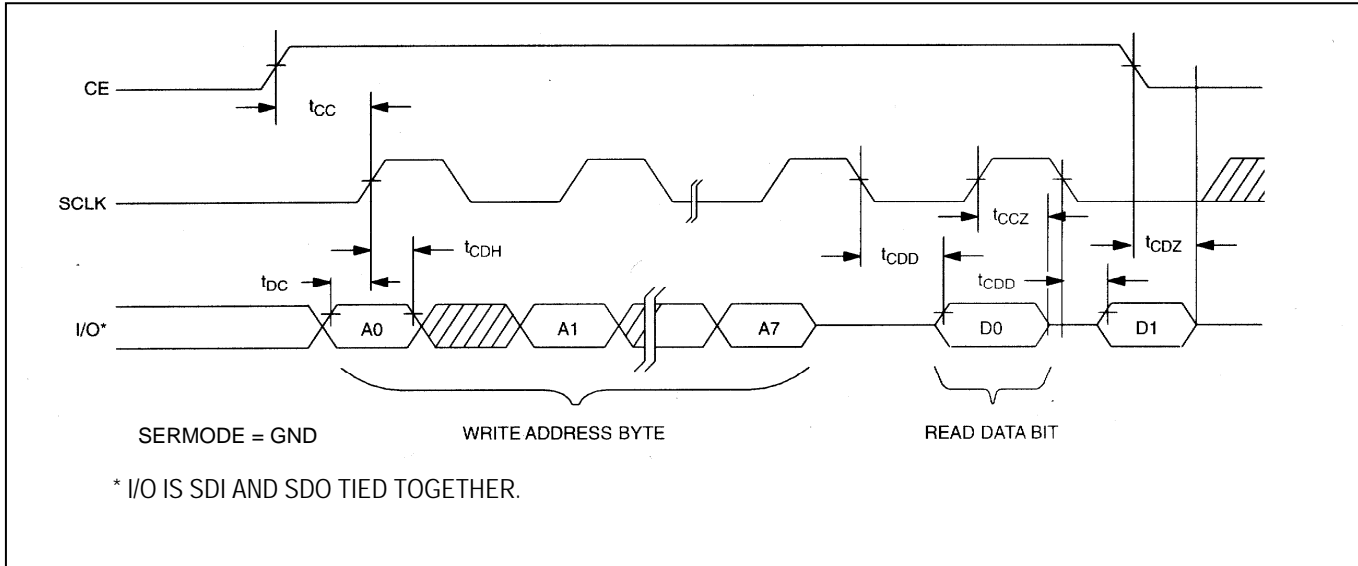 CE
tCC
SCLK
tCCZ
tCDH
tCDD
tCDZ
tDC
tCDD
I/O*
A0
A1
A7
D0
D1
SERMODE = GND
WRITE ADDRESS BYTE
READ DATA BIT
* I/O IS SDI AND SDO TIED TOGETHER.